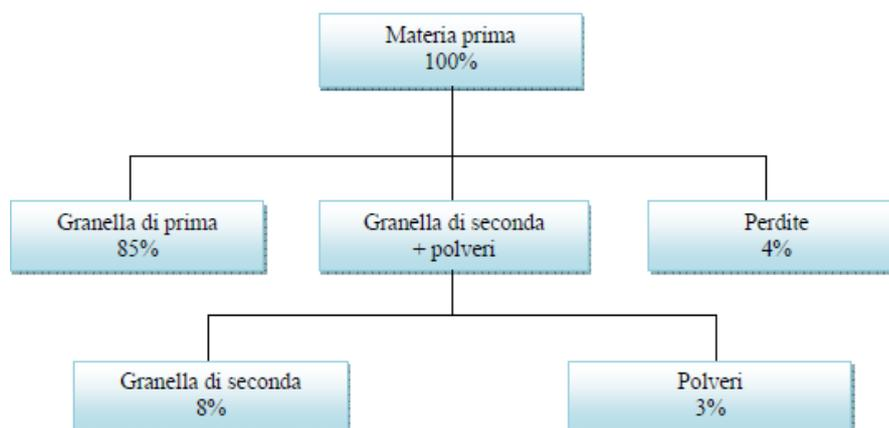 Materia prima
100%
Granella di prima
85%
Granella di seconda
+ polveri
Perdite
4%
Granella di seconda
8%
Polveri
3%